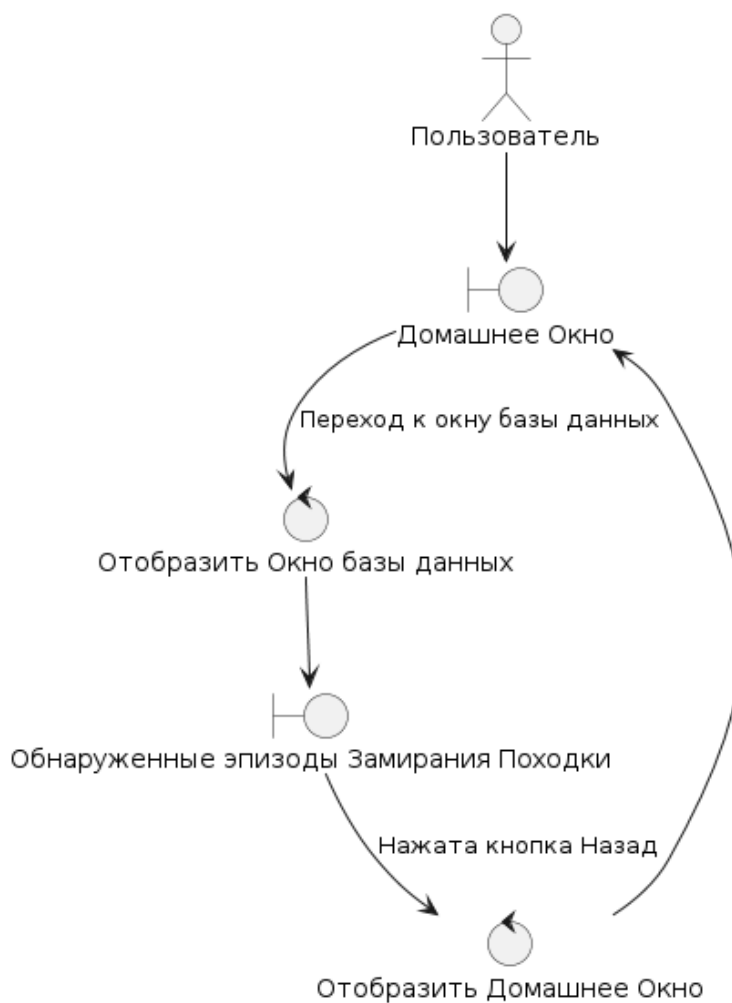 Пользователь
Домашнее Окно
Переход к окну базы данных
Отобразить Окно базы данных
Обнаруженные эпизоды Замирания Походки
Нажата кнопка Назад
Отобразить Домашнее Окно